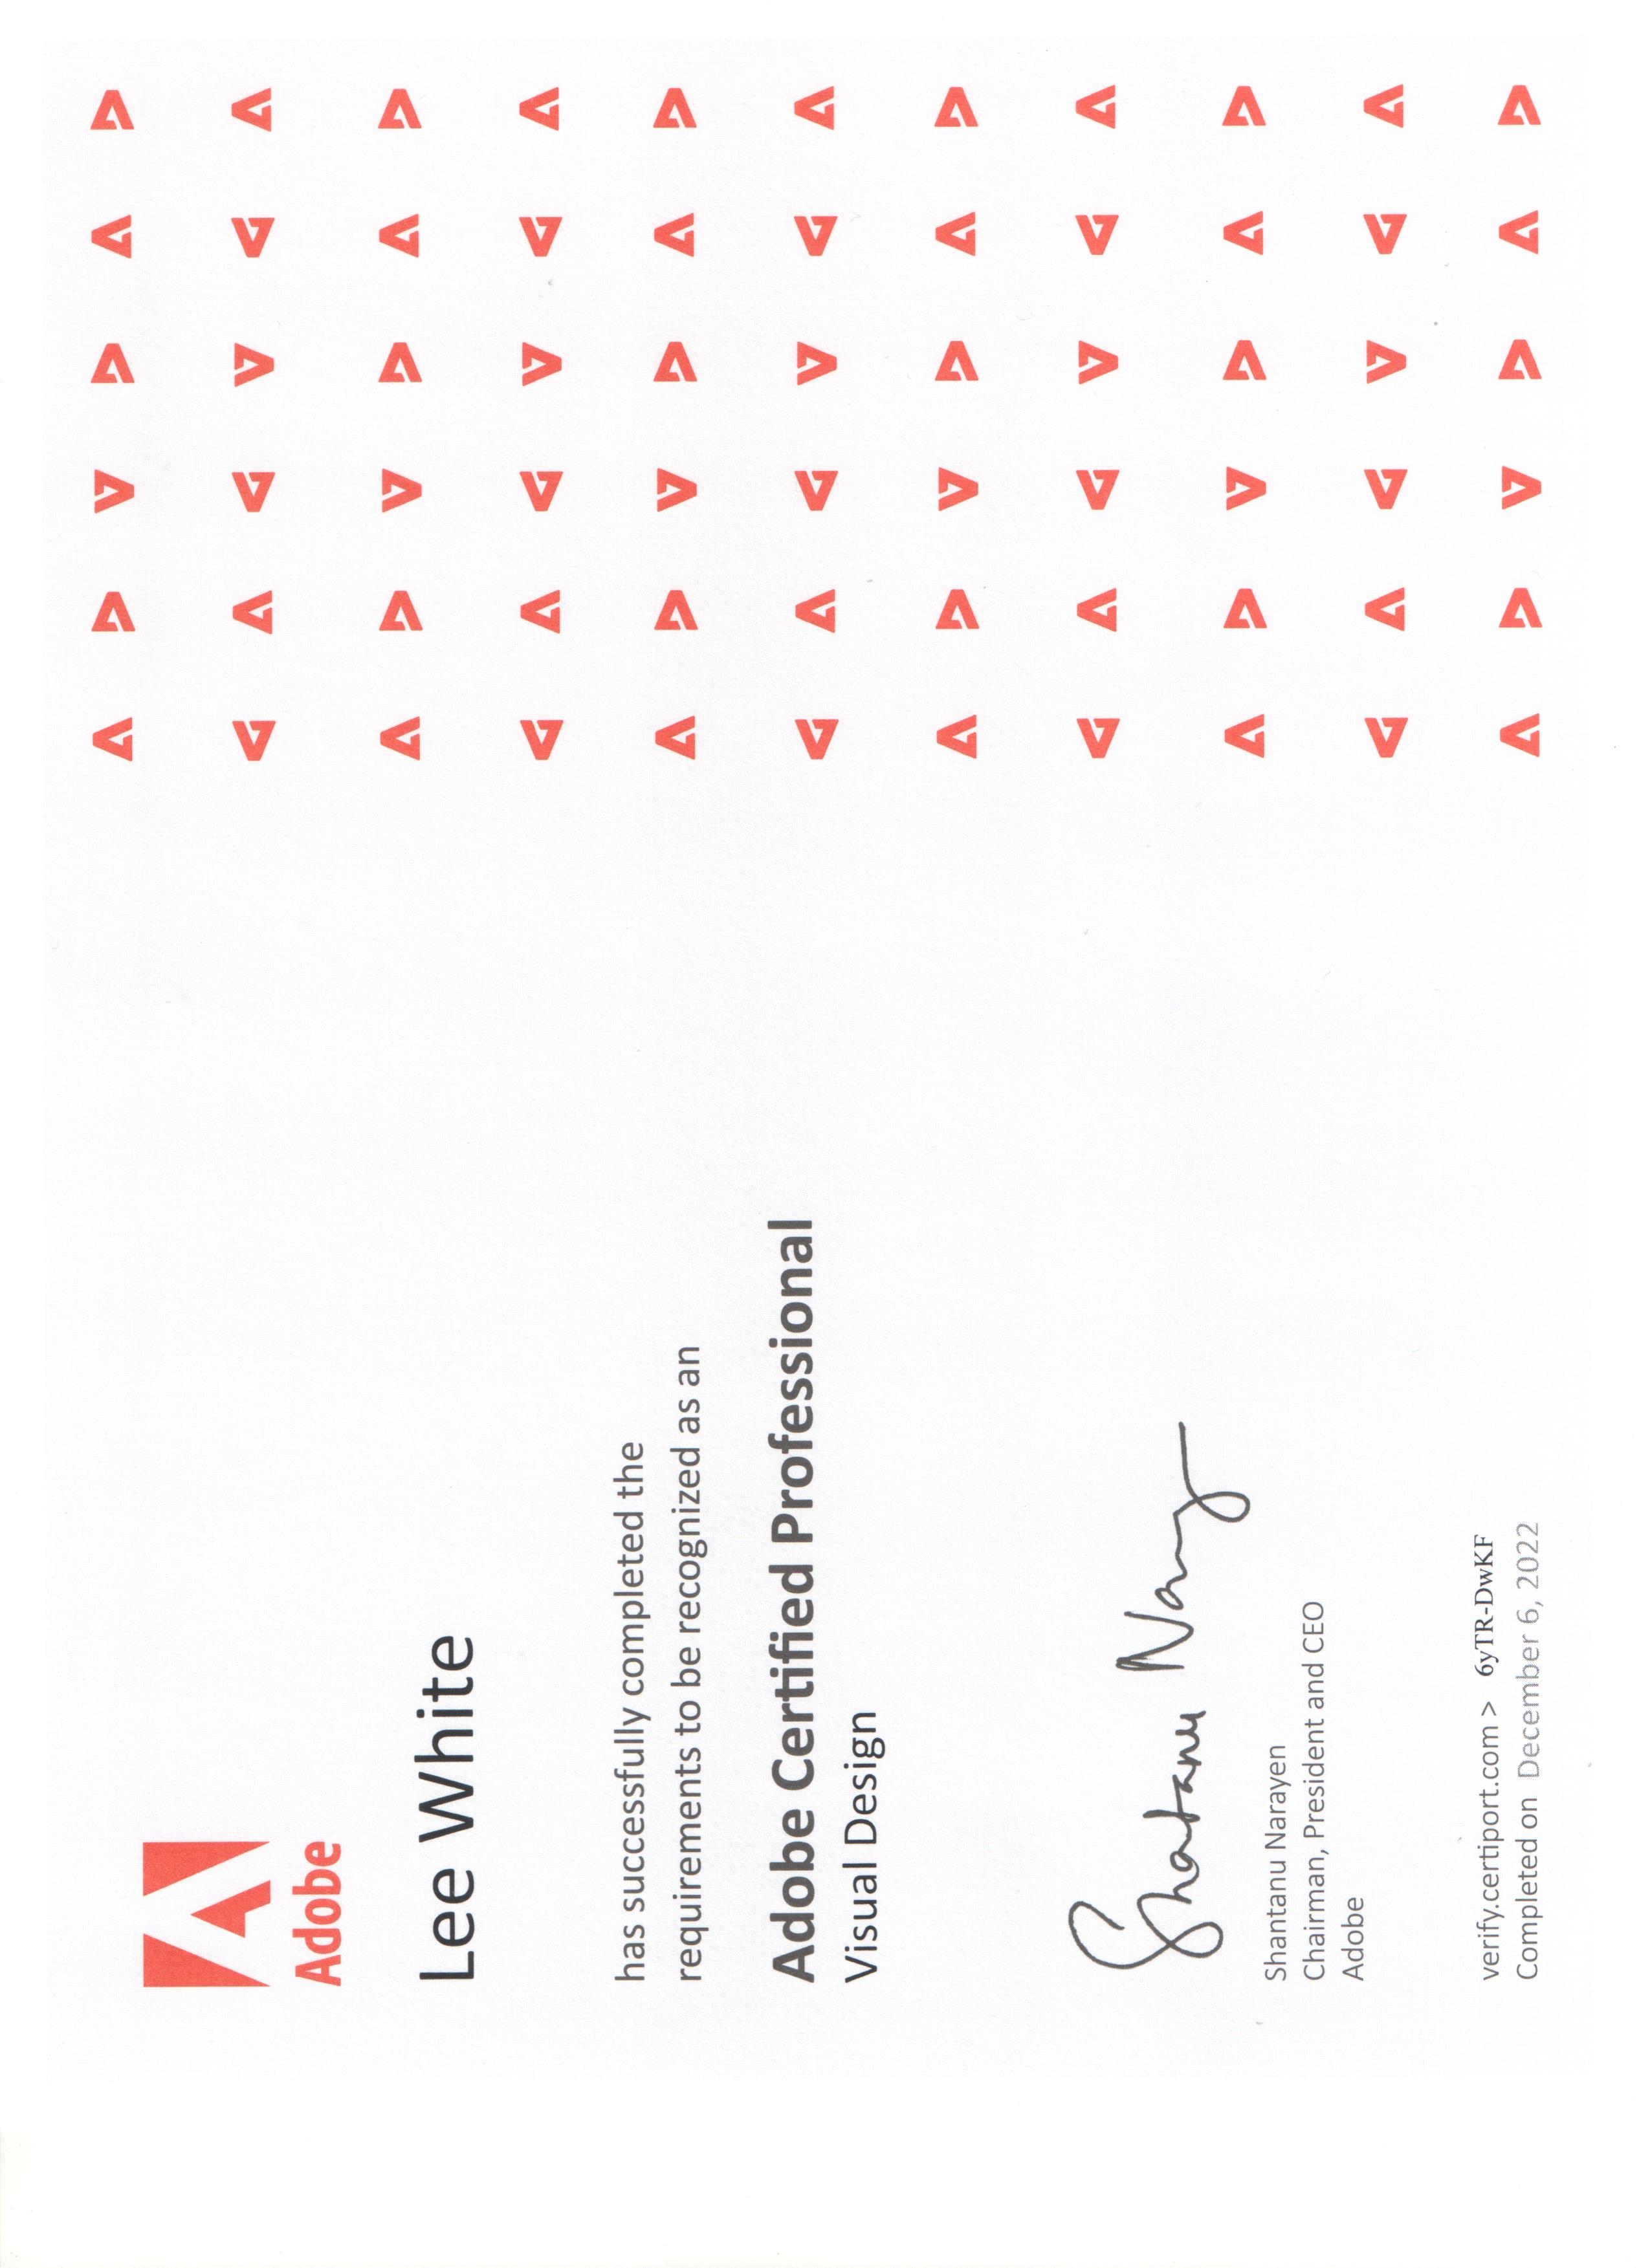 Adobe
Lee White
has successfully completed the
requirements to be recognized as an
Adobe Certified Professional
Visual Design
Shantanu Narayen
Shantanu Narayen
Chairman, President and CEO
Adobe
verify.certiport.com > 6yTR-DwKF
Completed on December 6, 2022